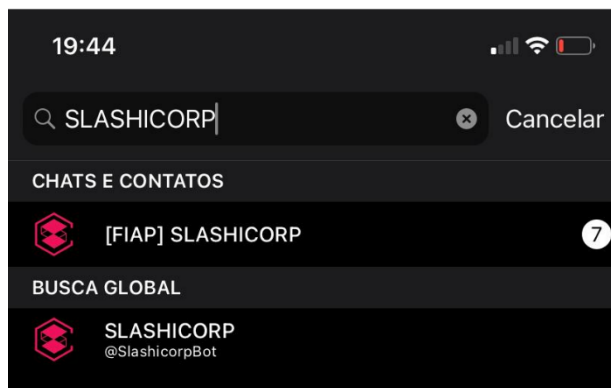 19:44
SLASHICORP
Cancelar
CHATS E CONTATOS
[FIAP] SLASHICORP
7
BUSCA GLOBAL
SLASHICORP
@SlashicorpBot